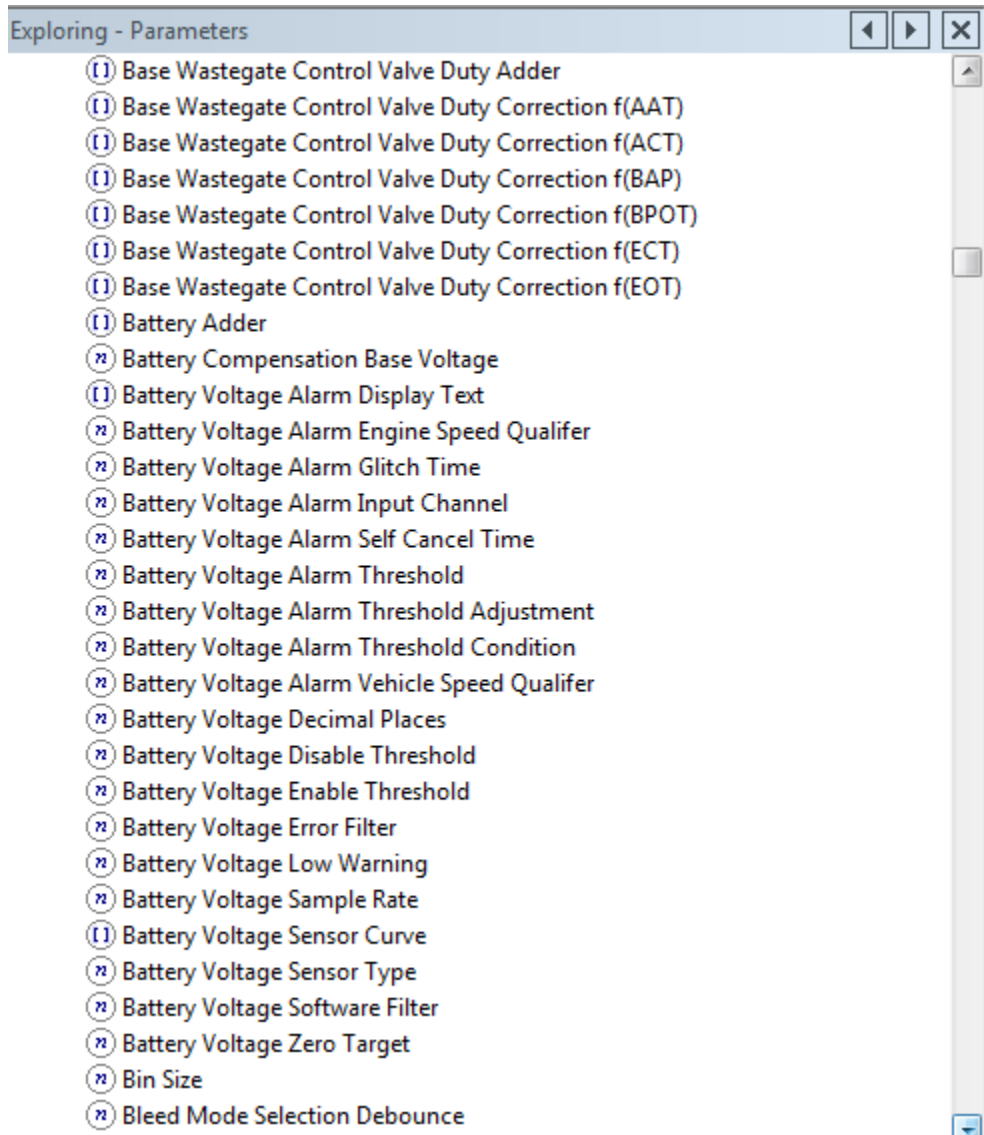 Exploring - Parameters
[] Base Wastegate Control Valve Duty Adder
[] Base Wastegate Control Valve Duty Correction f(AAT)
[] Base Wastegate Control Valve Duty Correction f(ACT)
[] Base Wastegate Control Valve Duty Correction f(BAP)
[] Base Wastegate Control Valve Duty Correction f(BPOT)
[] Base Wastegate Control Valve Duty Correction f(ECT)
[] Base Wastegate Control Valve Duty Correction f(EOT)
[] Battery Adder
n Battery Compensation Base Voltage
[] Battery Voltage Alarm Display Text
n Battery Voltage Alarm Engine Speed Qualifer
n Battery Voltage Alarm Glitch Time
n Battery Voltage Alarm Input Channel
n Battery Voltage Alarm Self Cancel Time
n Battery Voltage Alarm Threshold
n Battery Voltage Alarm Threshold Adjustment
n Battery Voltage Alarm Threshold Condition
n Battery Voltage Alarm Vehicle Speed Qualifer
n Battery Voltage Decimal Places
n Battery Voltage Disable Threshold
n Battery Voltage Enable Threshold
n Battery Voltage Error Filter
n Battery Voltage Low Warning
n Battery Voltage Sample Rate
[] Battery Voltage Sensor Curve
n Battery Voltage Sensor Type
n Battery Voltage Software Filter
n Battery Voltage Zero Target
n Bin Size
n Bleed Mode Selection Debounce